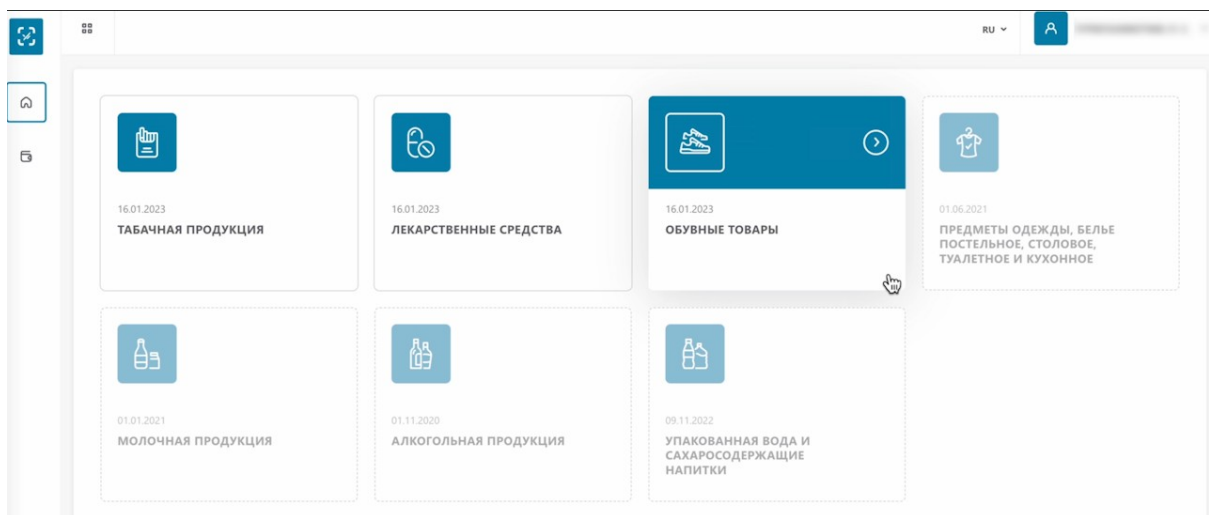 RU
16.01.2023
ТАБАЧНАЯ ПРОДУКЦИЯ
16.01.2023
ЛЕКАРСТВЕННЫЕ СРЕДСТВА
16.01.2023
ОБУВНЫЕ ТОВАРЫ
01.06.2021
ПРЕДМЕТЫ ОДЕЖДЫ, БЕЛЬЕ
ПОСТЕЛЬНОЕ, СТОЛОВОЕ,
ТУАЛЕТНОЕ И КУХОННОЕ
01.01.2021
МОЛОЧНАЯ ПРОДУКЦИЯ
01.11.2020
АЛКОГОЛЬНАЯ ПРОДУКЦИЯ
09.11.2022
УПАКОВАННАЯ ВОДА И
САХАРОСОДЕРЖАЩИЕ
НАПИТКИ